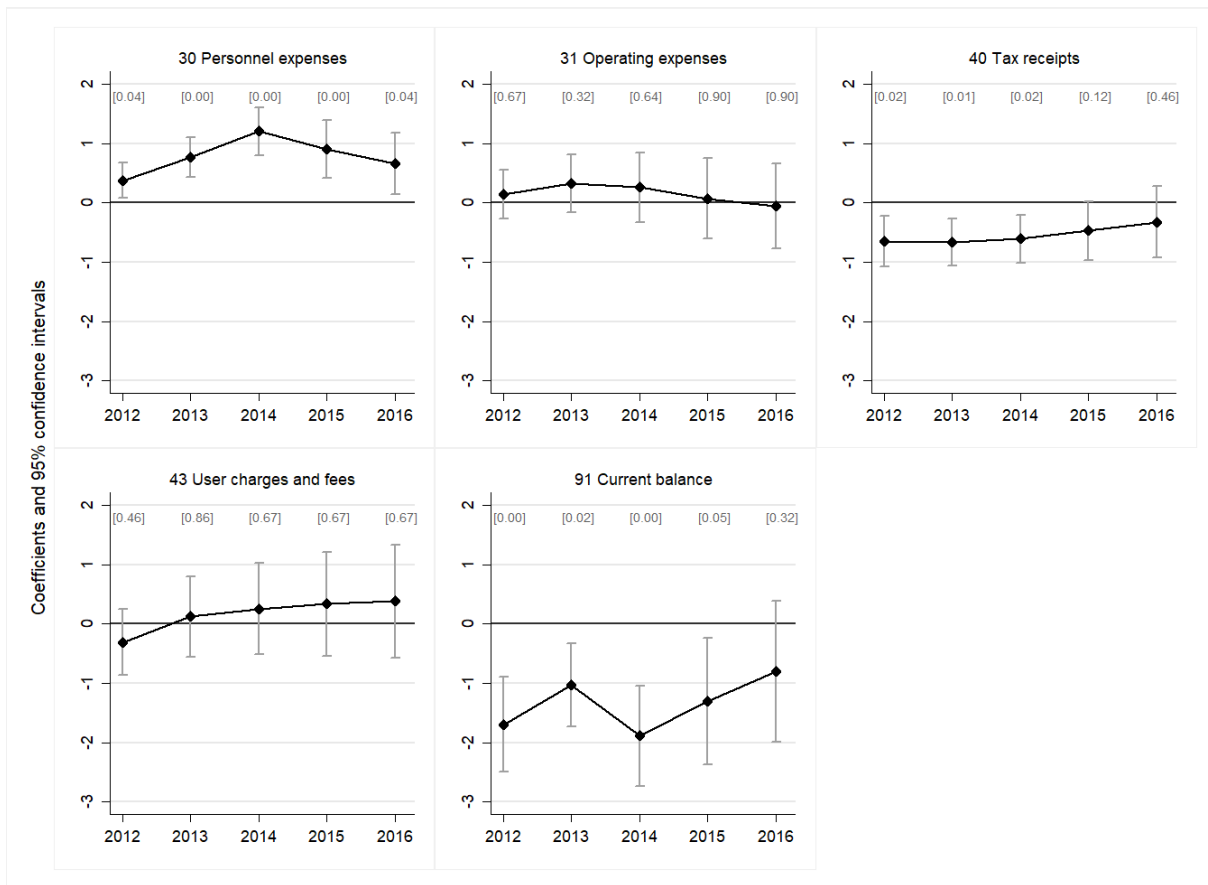 30 Personnel expenses
2
1
0
-1
-2
-3
[0.04] [0.00] [0.00] [0.00] [0.04]
2012 2013 2014 2015 2016
31 Operating expenses
2
1
0
-1
-2
-3
[0.67] [0.32] [0.64] [0.90] [0.90]
2012 2013 2014 2015 2016
40 Tax receipts
2
1
0
-1
-2
-3
[0.02] [0.01] [0.02] [0.12] [0.46]
2012 2013 2014 2015 2016
Coefficients and 95% confidence intervals
43 User charges and fees
2
1
0
-1
-2
-3
[0.46] [0.86] [0.67] [0.67] [0.67]
2012 2013 2014 2015 2016
91 Current balance
2
1
0
-1
-2
-3
[0.00] [0.02] [0.00] [0.05] [0.32]
2012 2013 2014 2015 2016